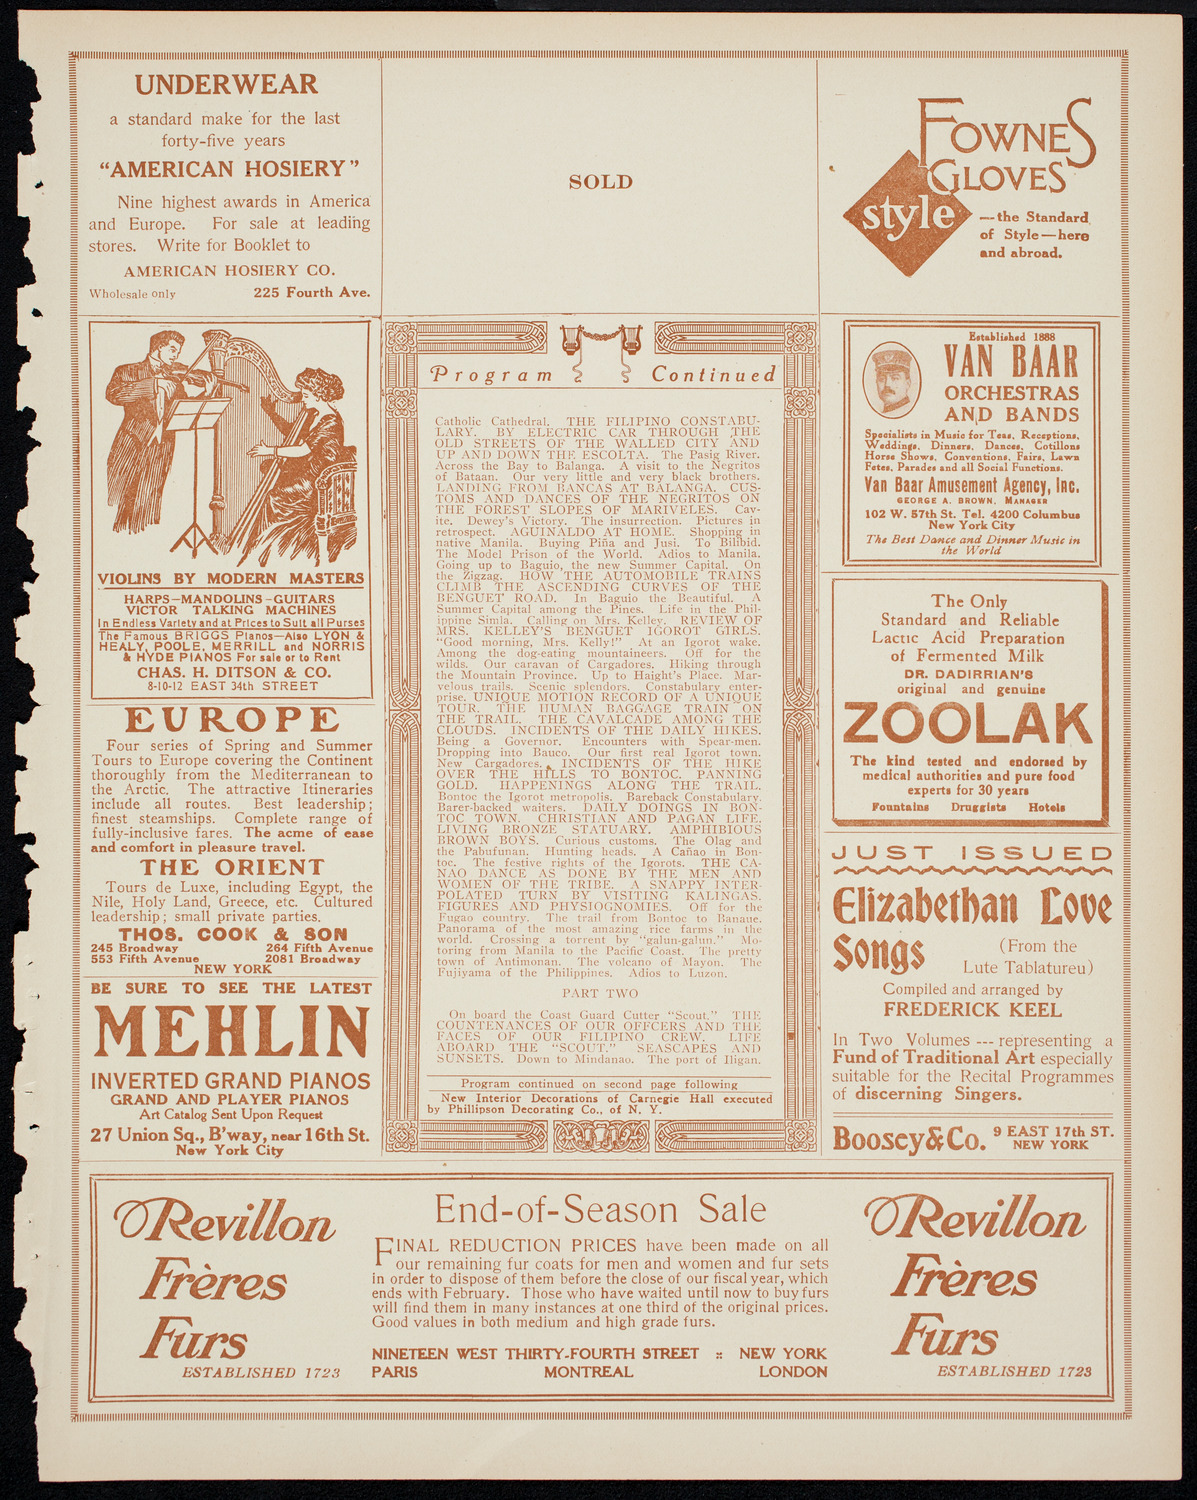 UNDERWEAR
a standard make for the last
forty-five years
"AMERICAN HOSIERY"
Nine highest awards in America
and Europe. For sale at leading
stores. Write for Booklet to
AMERICAN HOSIERY CO.
Wholesale only 225 Fourth Ave.
SOLD
FOWNES
GLOVES
style
—the Standard
of Style—here
and abroad.
VIOLINS BY MODERN MASTERS
HARPS—MANDOLINS—GUITARS
VICTOR TALKING MACHINES
In Endless Variety and at Prices to Suit all Purses
The Famous BRIGGS Pianos—Also LYON &
HEALY, POOLE, MERRILL and NORRIS
& HYDE PIANOS For sale or to Rent
CHAS. H. DITSON & CO.
8-10-12 EAST 34th STREET
EUROPE
Four series of Spring and Summer
Tours to Europe covering the Continent
thoroughly from the Mediterranean to
the Arctic. The attractive Itineraries
include all routes. Best leadership;
finest steamships. Complete range of
fully-inclusive fares. The acme of ease
and comfort in pleasure travel.
THE ORIENT
Tours de Luxe, including Egypt, the
Nile, Holy Land, Greece, etc. Cultured
leadership; small private parties.
THOS. COOK & SON
245 Broadway 264 Fifth Avenue
553 Fifth Avenue 2081 Broadway
NEW YORK
BE SURE TO SEE THE LATEST
MEHLIN
INVERTED GRAND PIANOS
GRAND AND PLAYER PIANOS
Art Catalog Sent Upon Request
27 Union Sq., B'way, near 16th St.
New York City
Program Continued
Catholic Cathedral. THE FILIPINO CONSTABU-
LARY. BY ELECTRIC CAR THROUGH THE
OLD STREETS OF THE WALLED CITY AND
UP AND DOWN THE ESCOLTA. The Pasig River.
Across the Bay to Balanga. A visit to the Negritos
of Bataan. Our very little and very black brothers.
LANDING FROM BANCAS AT BALANGA. CUS-
TOMS AND DANCES OF THE NEGRITOS ON
THE FOREST SLOPES OF MARIVELES. Cav-
ite. Dewey's Victory. The insurrection. Pictures in
retrospect. AGUINALDO AT HOME. Shopping in
native Manila. Buying Piña and Jusi. To Bilibid.
The Model Prison of the World. Adios to Manila.
Going up to Baguio, the new Summer Capital. On
the Zigzag. HOW THE AUTOMOBILE TRAINS
CLIMB THE ASCENDING CURVES OF THE
BENGUET ROAD. In Baguio the Beautiful. A
Summer Capital among the Pines. Life in the Phil-
ippine Simla. Calling on Mrs. Kelley. REVIEW OF
MRS. KELLEY'S BENGUET IGOROT GIRLS.
"Good morning, Mrs. Kelly!" At an Igorot wake.
Among the dog-eating mountaineers. Off for the
wilds. Our caravan of Cargadores. Hiking through
the Mountain Province. Up to Haight's Place. Mar-
velous trails. Scenic splendors. Constabulary enter-
prise. UNIQUE MOTION RECORD OF A UNIQUE
TOUR. THE HUMAN BAGGAGE TRAIN ON
THE TRAIL. THE CAVALCADE AMONG THE
CLOUDS. INCIDENTS OF THE DAILY HIKES.
Being a Governor. Encounters with Spear-men.
Dropping into Bauco. Our first real Igorot town.
New Cargadores. INCIDENTS OF THE HIKE
OVER THE HILLS TO BONTOC. PANNING
GOLD. HAPPENINGS ALONG THE TRAIL.
Bontoc the Igorot metropolis. Bareback Constabulary.
Barer-backed waiters. DAILY DOINGS IN BON-
TOC TOWN. CHRISTIAN AND PAGAN LIFE.
LIVING BRONZE STATUARY. AMPHIBIOUS
BROWN BOYS. Curious customs. The Olag and
the Pabufunan. Hunting heads. A Cañao in Bon-
toc. The festive rights of the Igorots. THE CA-
NAO DANCE AS DONE BY THE MEN AND
WOMEN OF THE TRIBE. A SNAPPY INTER-
POLATED TURN BY VISITING KALINGAS.
FIGURES AND PHYSIOGNOMIES. Off for the
Fugao country. The trail from Bontoc to Banaue.
Panorama of the most amazing rice farms in the
world. Crossing a torrent by "galun-galun." Mo-
toring from Manila to the Pacific Coast. The pretty
town of Antimonan. The volcano of Mayon. The
Fujiyama of the Philippines. Adios to Luzon.
PART TWO
On board the Coast Guard Cutter "Scout." THE
COUNTENANCES OF OUR OFFCERS AND THE
FACES OF OUR FILIPINO CREW. LIFE
ABOARD THE "SCOUT." SEASCAPES AND
SUNSETS. Down to Mindanao. The port of Iligan.
Program continued on second page following
New Interior Decorations of Carnegie Hall executed
by Phillipson Decorating Co., of N. Y.
Established 1888
VAN BAAR
ORCHESTRAS
AND BANDS
Specialists in Music for Teas, Receptions,
Weddings, Dinners, Dances, Cotillons
Horse Shows, Conventions, Fairs, Lawn
Fetes, Parades and all Social Functions.
Van Baar Amusement Agency, Inc.
GEORGE A. BROWN, MANAGER
102 W. 57th St. Tel. 4200 Columbus
New York City
The Best Dance and Dinner Music in
the World
The Only
Standard and Reliable
Lactic Acid Preparation
of Fermented Milk
DR. DADIRRIAN'S
original and genuine
ZOOLAK
The kind tested and endorsed by
medical authorities and pure food
experts for 30 years
Fountains Druggists Hotels
JUST ISSUED
Elizabethan Love
Songs (From the
Lute Tablatureu)
Compiled and arranged by
FREDERICK KEEL
In Two Volumes --- representing a
Fund of Traditional Art especially
suitable for the Recital Programmes
of discerning Singers.
Boosey & Co. 9 EAST 17th ST.
NEW YORK
Revillon
Frères
Furs
ESTABLISHED 1723
End-of-Season Sale
FINAL REDUCTION PRICES have been made on all
our remaining fur coats for men and women and fur sets
in order to dispose of them before the close of our fiscal year, which
ends with February. Those who have waited until now to buy furs
will find them in many instances at one third of the original prices.
Good values in both medium and high grade furs.
NINETEEN WEST THIRTY-FOURTH STREET :: NEW YORK
PARIS MONTREAL LONDON
Revillon
Frères
Furs
ESTABLISHED 1723